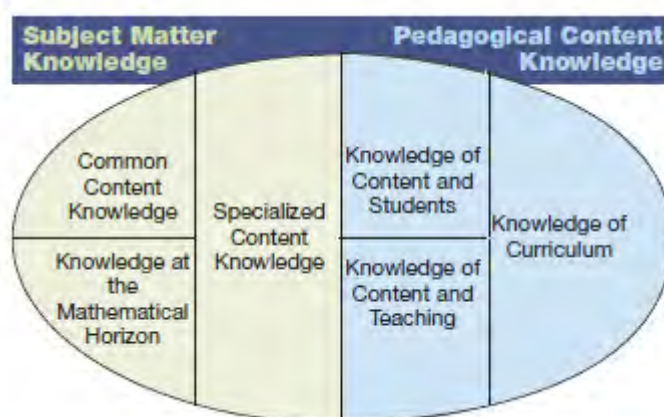 Subject Matter
Knowledge
Pedagogical Content
Knowledge
Common
Content
Knowledge
Knowledge at
the
Mathematical
Horizon
Specialized
Content
Knowledge
Knowledge of
Content and
Students
Knowledge of
Content and
Teaching
Knowledge of
Curriculum